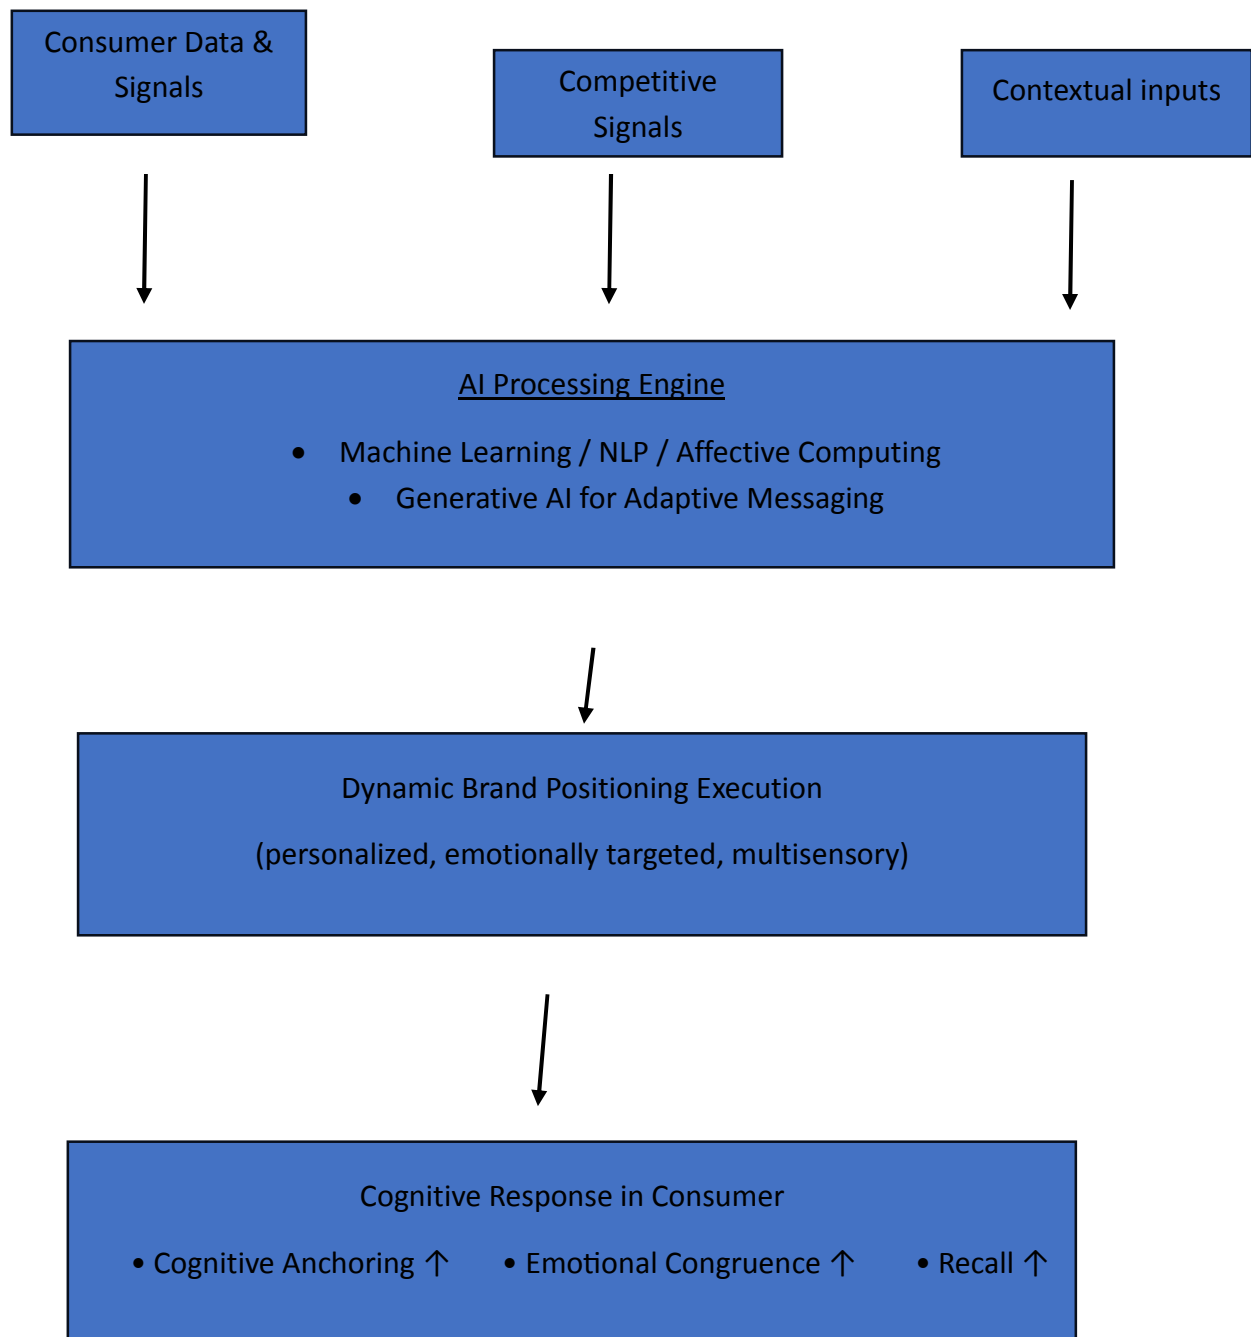 Consumer Data &
Signals
Competitive
Signals
Contextual inputs
AI Processing Engine
• Machine Learning / NLP / Affective Computing
• Generative AI for Adaptive Messaging
Dynamic Brand Positioning Execution
(personalized, emotionally targeted, multisensory)
Cognitive Response in Consumer
• Cognitive Anchoring ↑ • Emotional Congruence ↑ • Recall ↑